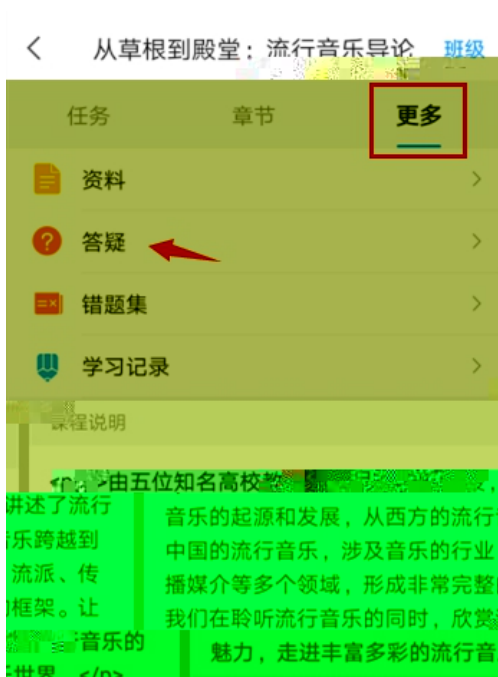 从草根到殿堂：流行音乐导论 班级
任务 章节 更多
资料
答疑
错题集
学习记录
课程说明
由五位知名高校教
讲述了流行
音乐的起源和发展，从西方的流行
乐跨越到
中国的流行音乐，涉及音乐的行业
流派、传
播媒介等多个领域，形成非常完整
框架。让
我们在聆听流行音乐的同时，欣赏
音乐的
魅力，走进丰富多彩的流行音
世界。</p>